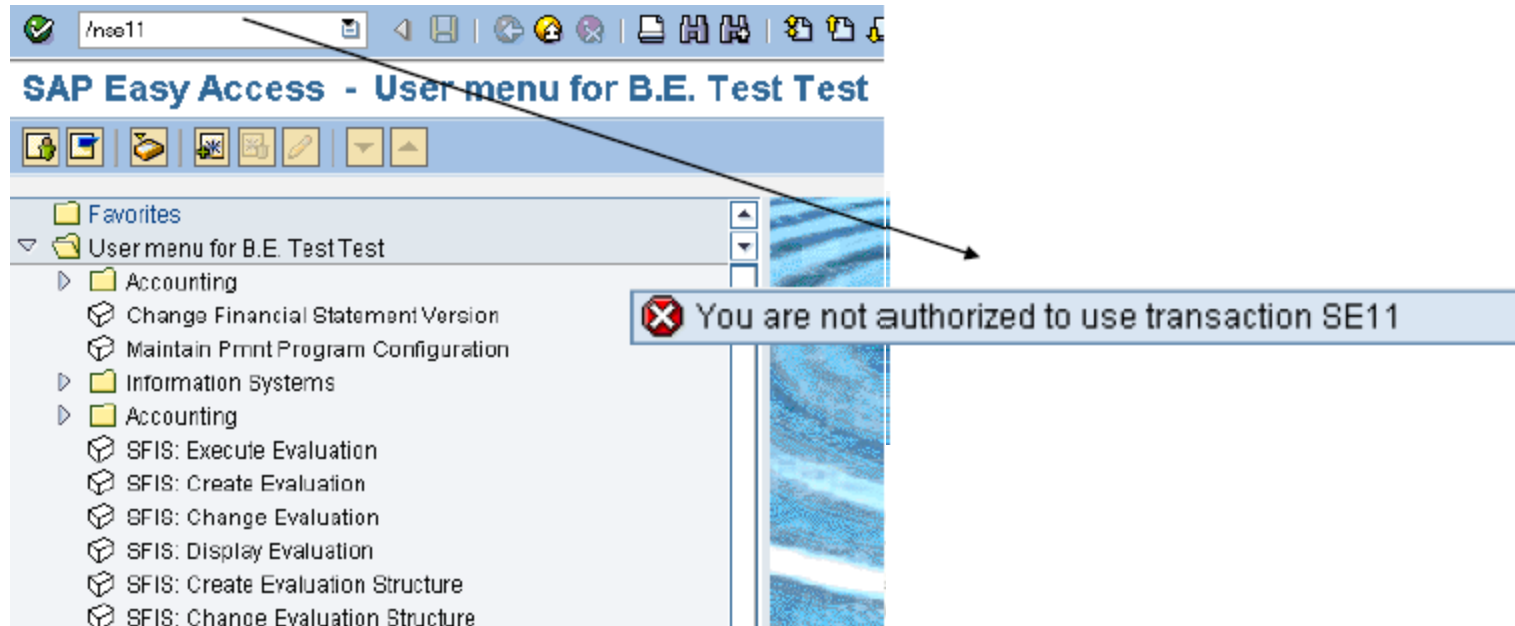 /nse11
SAP Easy Access - User menu for B.E. Test Test
Favorites
User menu for B.E. Test Test
Accounting
Change Financial Statement Version
You are not authorized to use transaction SE11
Maintain Pmnt Program Configuration
Information Systems
Accounting
SFIS: Execute Evaluation
SFIS: Create Evaluation
SFIS: Change Evaluation
SFIS: Display Evaluation
SFIS: Create Evaluation Structure
SFIS: Change Evaluation Structure